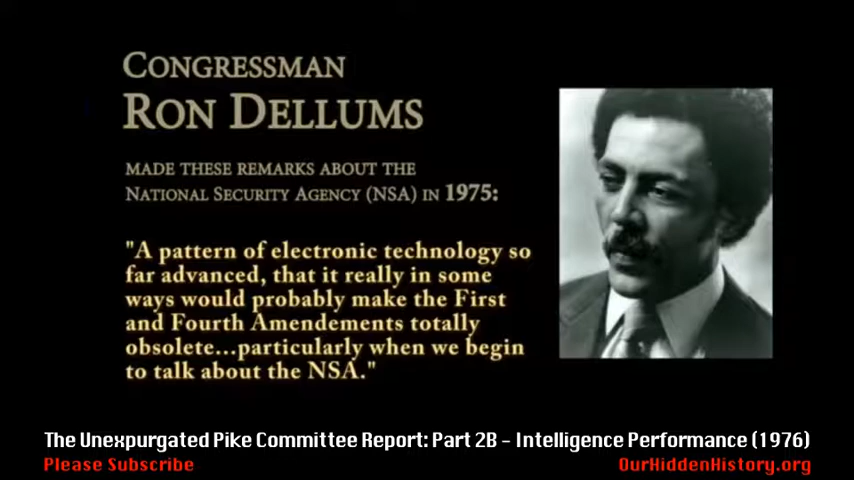 CONGRESSMAN
RON DELLUMS
MADE THESE REMARKS ABOUT THE
NATIONAL SECURITY AGENCY (NSA) IN 1975:
"A pattern of electronic technology so
far advanced, that it really in some
ways would probably make the First
and Fourth Amendements totally
obsolete...particularly when we begin
to talk about the NSA."
The Unexpurgated Pike Committee Report: Part 2B - Intelligence Performance (1976)
Please Subscribe
OurHiddenHistory.org